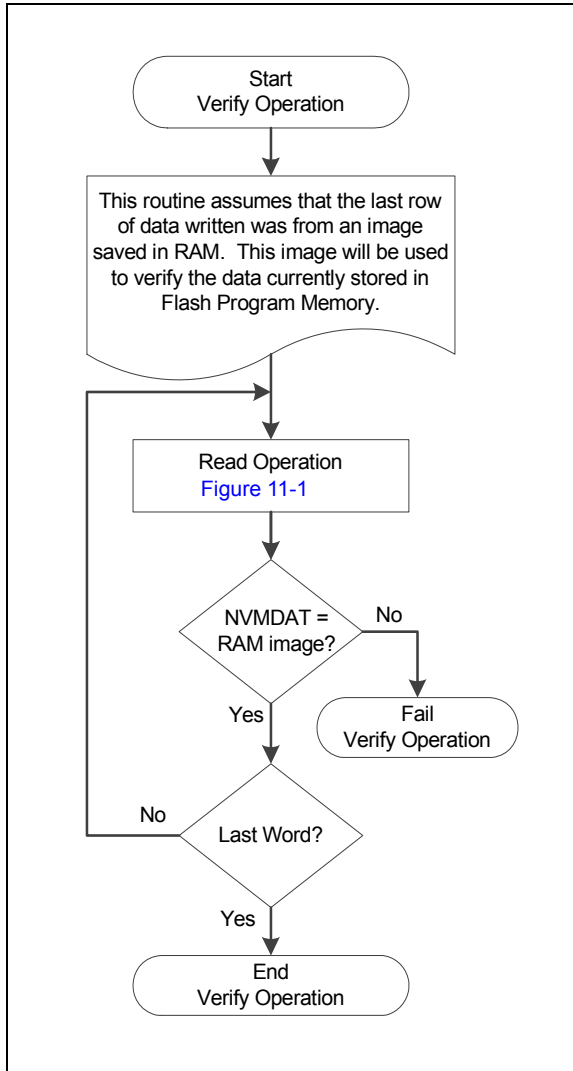 Start
Verify Operation
This routine assumes that the last row
of data written was from an image
saved in RAM.  This image will be used
to verify the data currently stored in
Flash Program Memory.
Read Operation
Figure 11-1
NVMDAT =
RAM image?
No
Yes
Fail
Verify Operation
No
Last Word?
Yes
End
Verify Operation